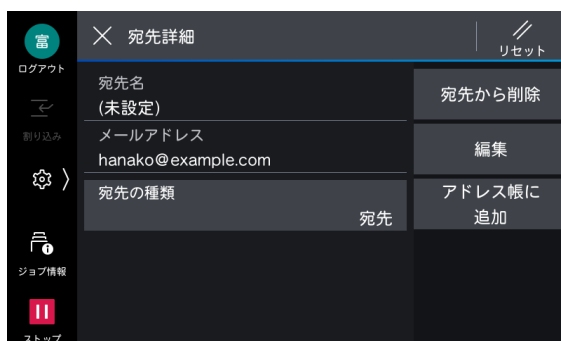 富
ログアウト
割り込み
ジョブ情報
ストップ
宛先詳細
リセット
宛先名
(未設定)
メールアドレス
hanako@example.com
宛先の種類
宛先
宛先から削除
編集
アドレス帳に
追加